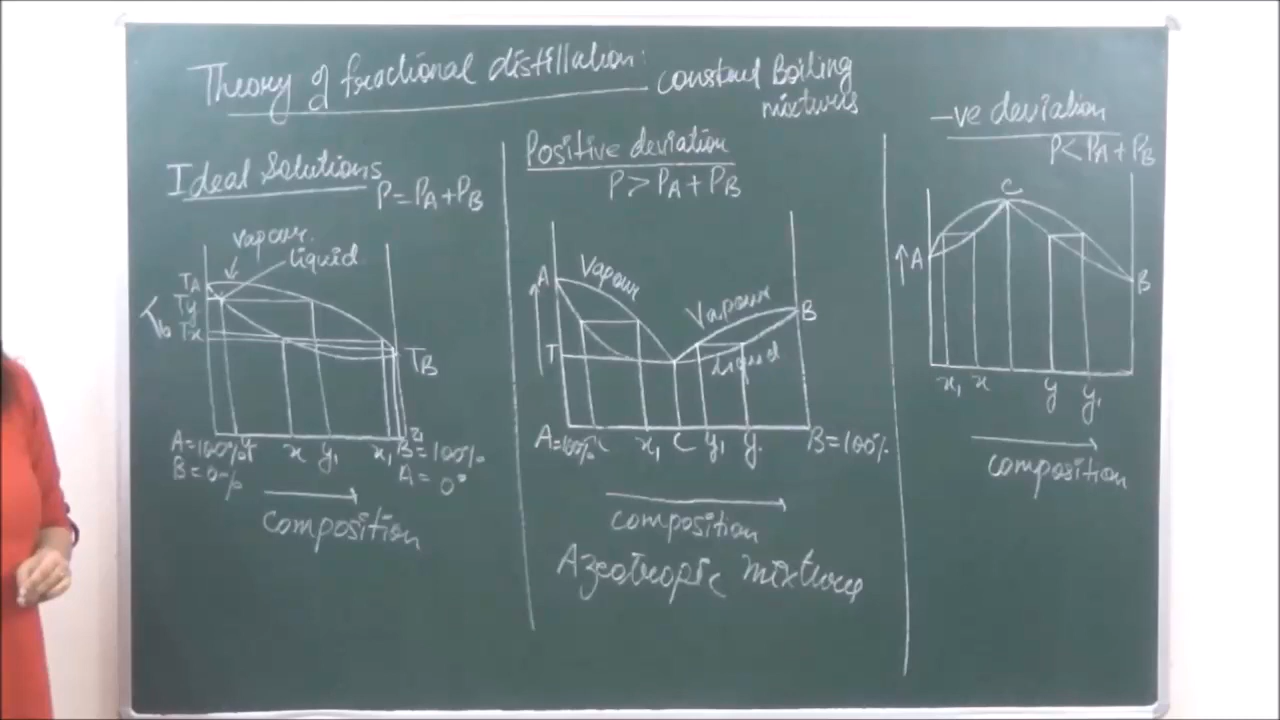 Theory of fractional distillation:
constant Boiling
mixtures
Ideal Solutions
P=PA+PB
Vapour
liquid
TA
Ty
Tx
Tb
TB
A=100% y x y1 x1 B=100%
B=0% A=0
composition
Positive deviation
P>PA+PB
A
Vapour
Vapour
B
T
Liquid
A=100% x x1 C y1 y B=100%
composition
Azeotropic mixture
-ve deviation
P<PA+PB
C
A
B
x1 x y y1
composition